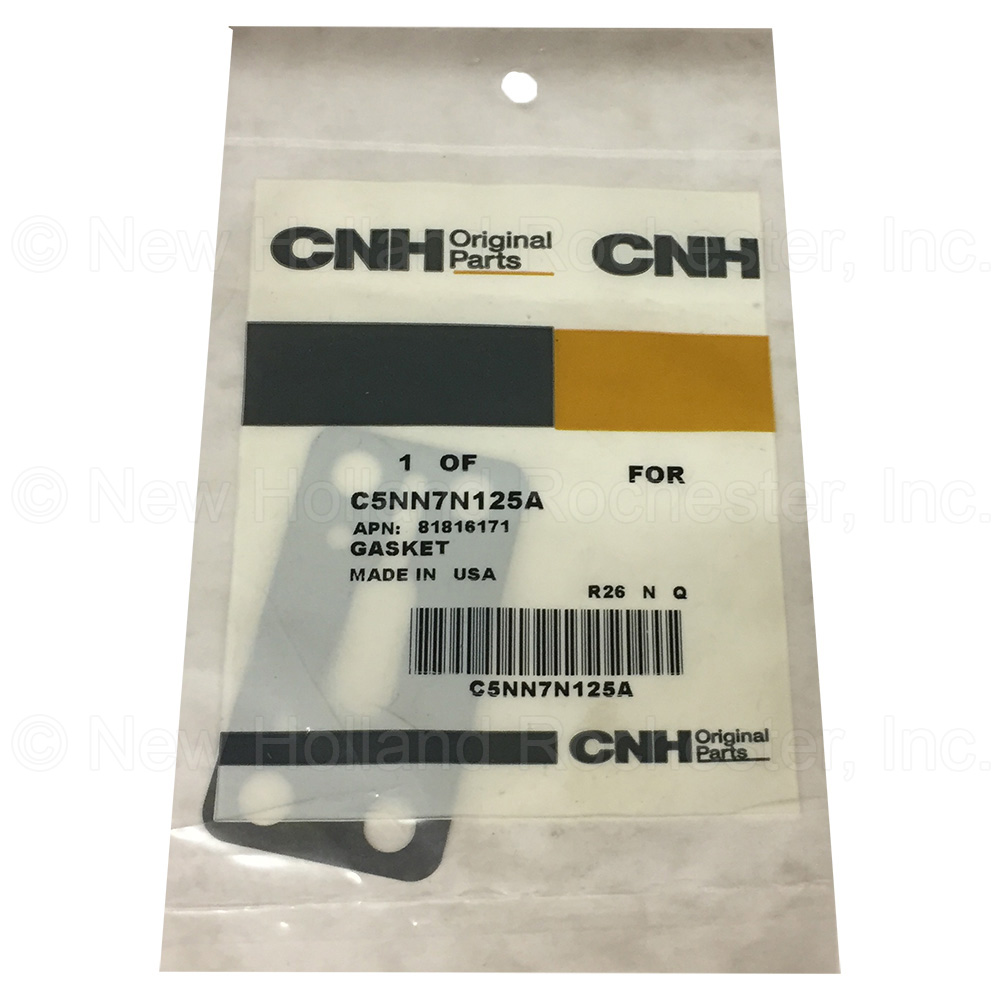 CNH Original Parts CNH
© New Holland Rochester, Inc.
1 OF FOR
© New Holland Rochester, Inc.
C5NN7N125A
APN: 81816171
GASKET
MADE IN USA
R26 N Q
C5NN7N125A
© New Holland Rochester, Inc.
CNH Original Parts